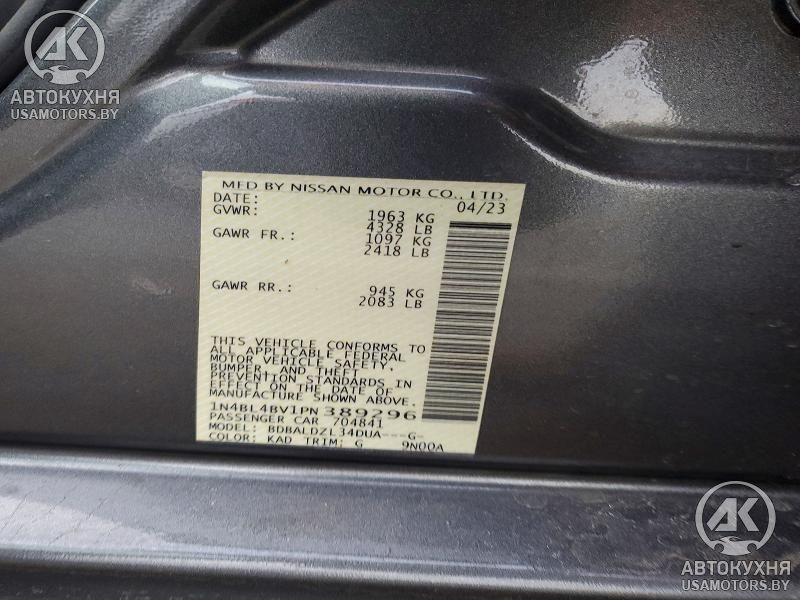 АК
АВТОКУХНЯ
USAMOTORS.BY
MFD BY NISSAN MOTOR CO., LTD.
DATE: 04/23
GVWR: 1963 KG
4328 LB
GAWR FR.: 1097 KG
2418 LB
GAWR RR.: 945 KG
2083 LB
THIS VEHICLE CONFORMS TO
ALL APPLICABLE FEDERAL
MOTOR VEHICLE SAFETY,
BUMPER, AND THEFT
PREVENTION STANDARDS IN
EFFECT ON THE DATE OF
MANUFACTURE SHOWN ABOVE.
1N4BL4BV1PN389296
PASSENGER CAR 704841
MODEL: BDBALDZL34DUA---G-
COLOR: KAD TRIM: G 9N00A
АК
АВТОКУХНЯ
USAMOTORS.BY